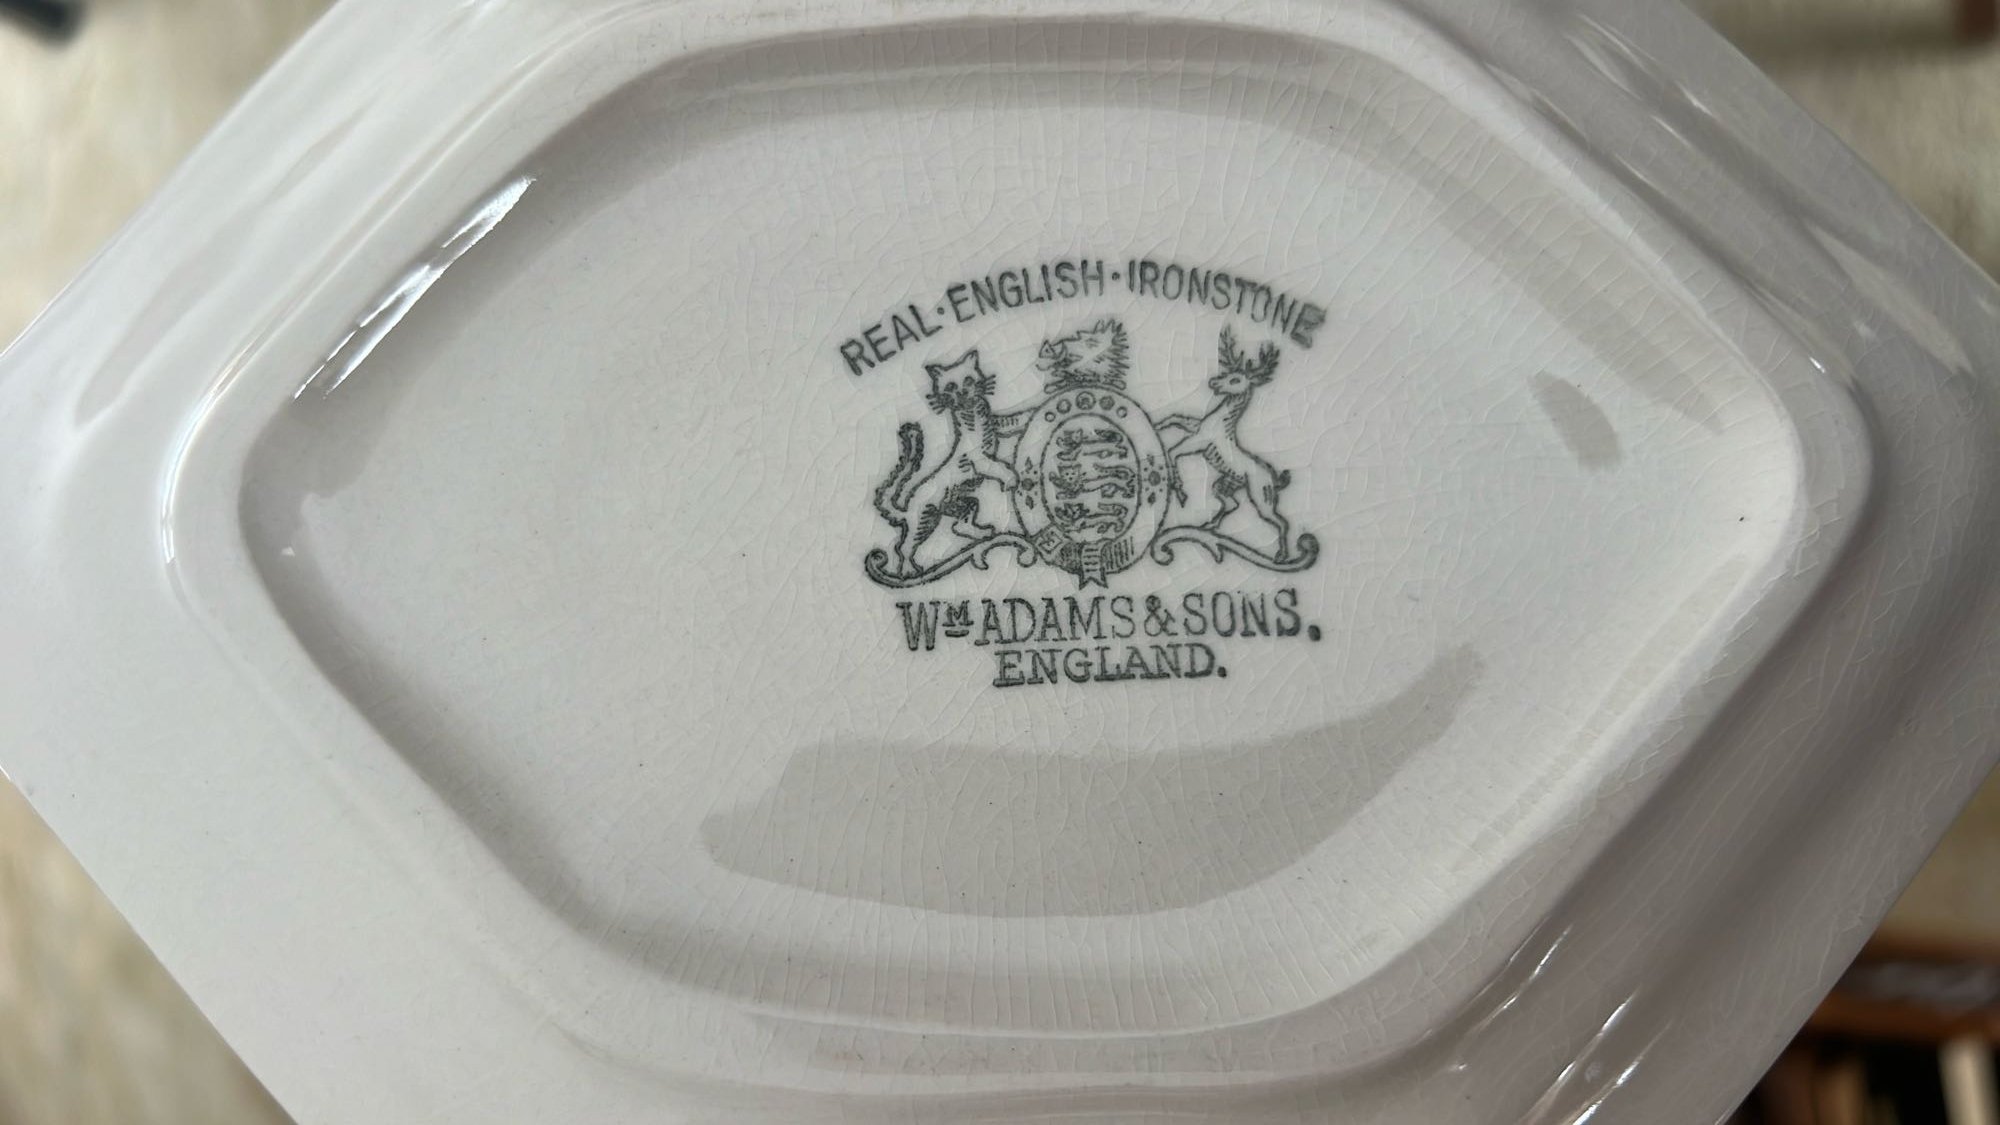 REAL·ENGLISH·IRONSTONE
Wᴹ ADAMS & SONS.
ENGLAND.